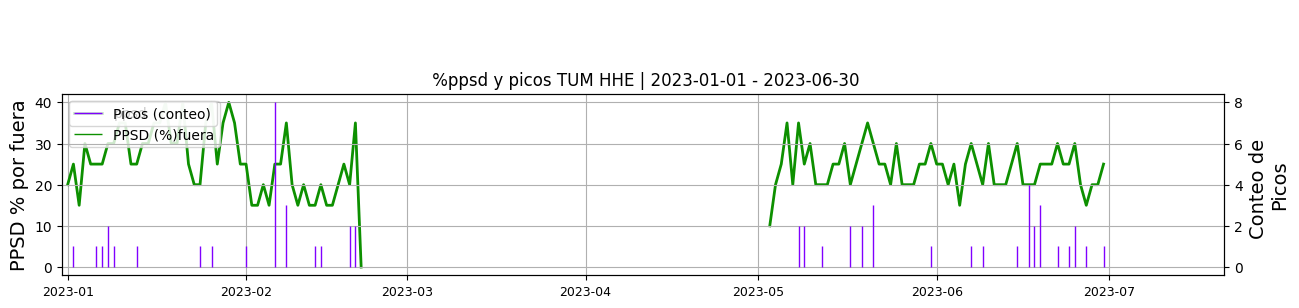 %ppsd y picos TUM HHE | 2023-01-01 - 2023-06-30
PPSD % por fuera
40
30
20
10
0
Picos (conteo)
PPSD (%)fuera
8
6
4
2
0
Conteo de
Picos
2023-01
2023-02
2023-03
2023-04
2023-05
2023-06
2023-07